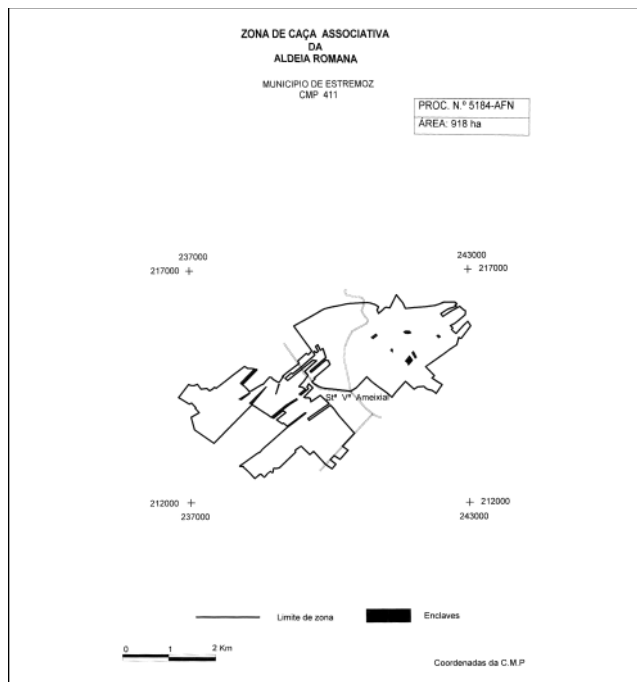 ZONA DE CAÇA ASSOCIATIVA
DA
ALDEIA ROMANA
MUNICIPIO DE ESTREMOZ
CMP 411
PROC. N.º 5184-AFN
ÁREA: 918 ha
237000
217000
243000
217000
Stª Vª Ameixial
212000
237000
212000
243000
Limite de zona
Enclaves
0 1 2 Km
Coordenadas da C.M.P